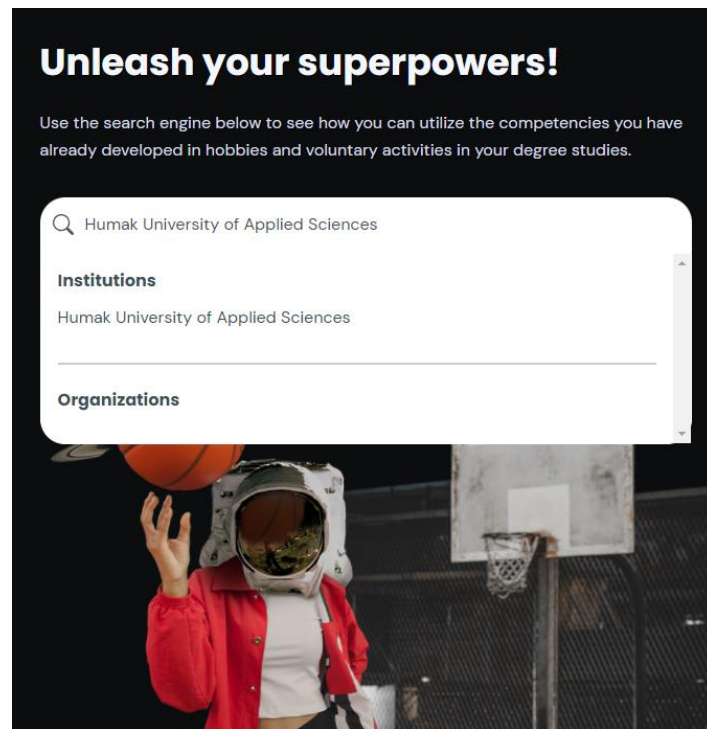 Unleash your superpowers!
Use the search engine below to see how you can utilize the competencies you have
already developed in hobbies and voluntary activities in your degree studies.
Humak University of Applied Sciences
Institutions
Humak University of Applied Sciences
Organizations